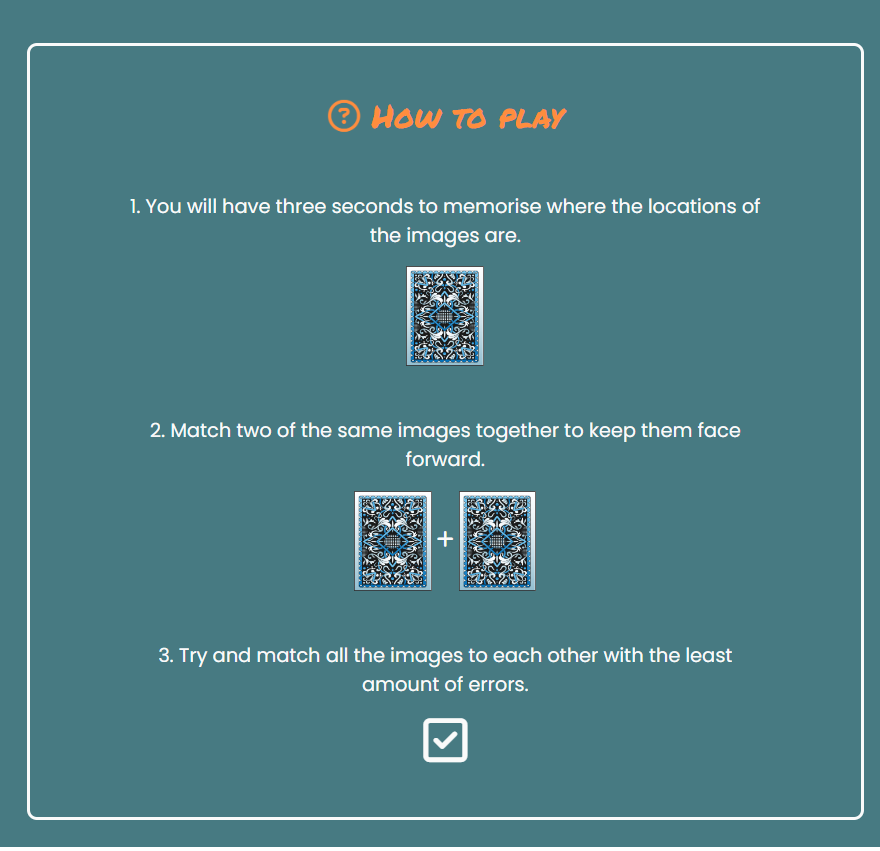 ? How to play
1. You will have three seconds to memorise where the locations of
the images are.
2. Match two of the same images together to keep them face
forward.
+
3. Try and match all the images to each other with the least
amount of errors.